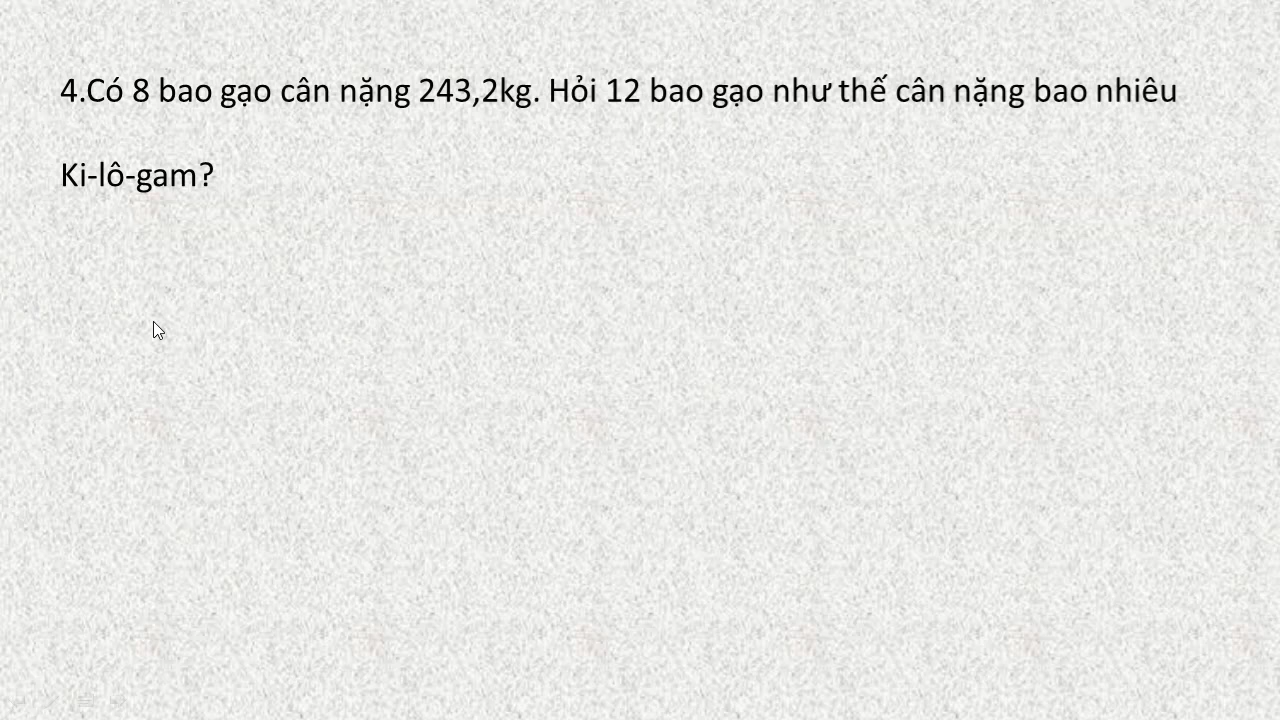 4.Có 8 bao gạo cân nặng 243,2kg. Hỏi 12 bao gạo như thế cân nặng bao nhiêu
Ki-lô-gam?